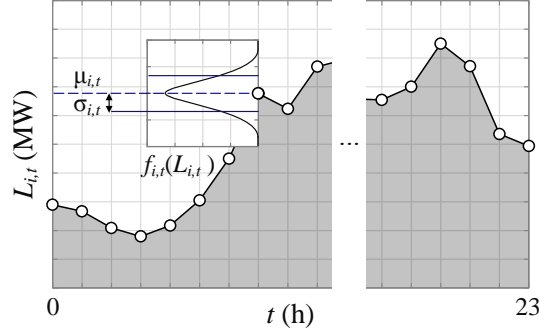 μi,t
σi,t
fi,t(Li,t )
...
Li,t (MW)
0
t (h)
23